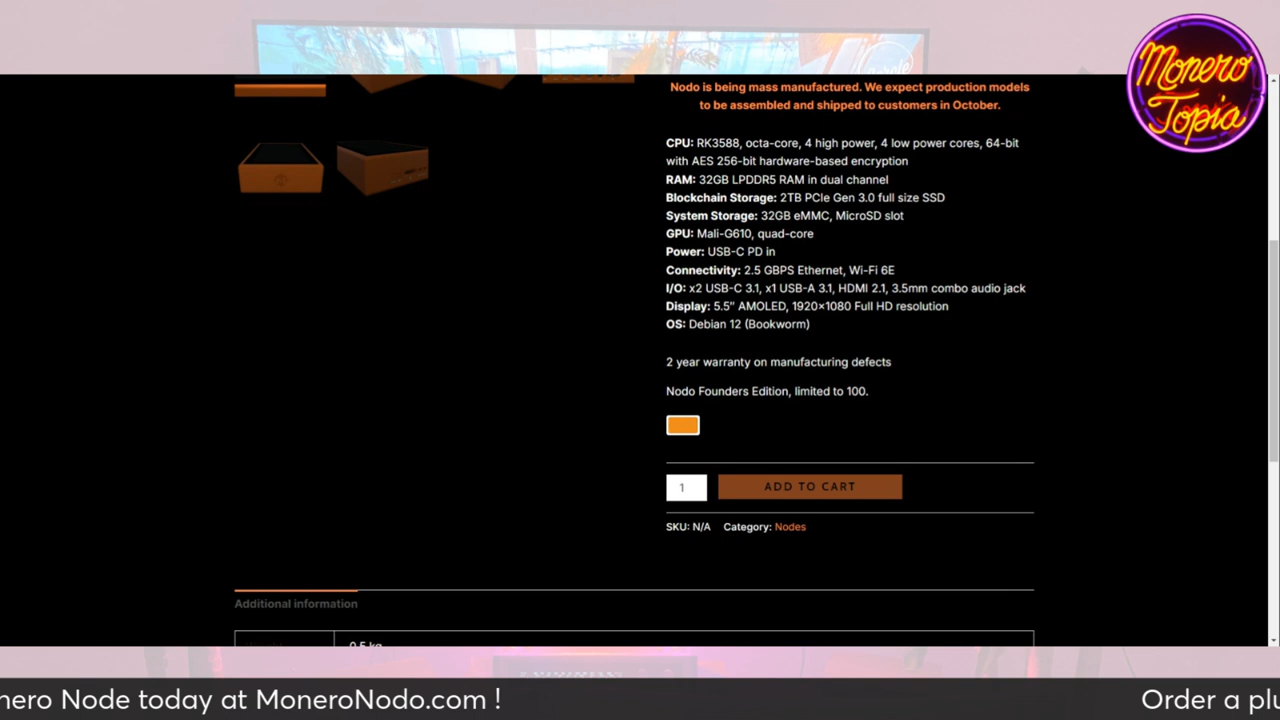 Monero
Topia
Nodo is being mass manufactured. We expect production models
to be assembled and shipped to customers in October.
CPU: RK3588, octa-core, 4 high power, 4 low power cores, 64-bit
with AES 256-bit hardware-based encryption
RAM: 32GB LPDDR5 RAM in dual channel
Blockchain Storage: 2TB PCIe Gen 3.0 full size SSD
System Storage: 32GB eMMC, MicroSD slot
GPU: Mali-G610, quad-core
Power: USB-C PD in
Connectivity: 2.5 GBPS Ethernet, Wi-Fi 6E
I/O: x2 USB-C 3.1, x1 USB-A 3.1, HDMI 2.1, 3.5mm combo audio jack
Display: 5.5" AMOLED, 1920×1080 Full HD resolution
OS: Debian 12 (Bookworm)
2 year warranty on manufacturing defects
Nodo Founders Edition, limited to 100.
1
ADD TO CART
SKU: N/A Category: Nodes
Additional information
0.5 kg
nero Node today at MoneroNodo.com ! Order a plu